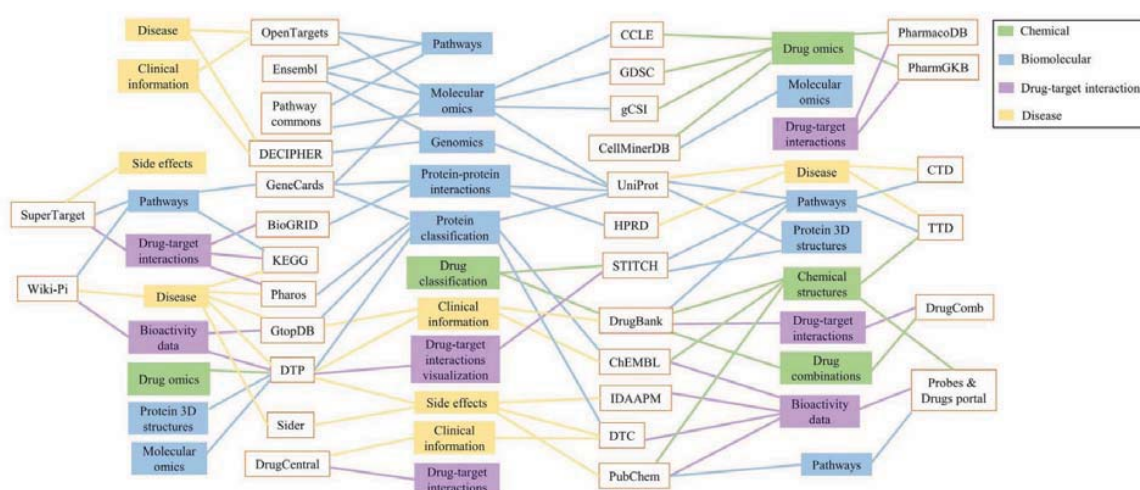 Disease
Clinical
information
Side effects
SuperTarget
Pathways
Drug-target
interactions
Wiki-Pi
Disease
Bioactivity
data
Drug omics
Protein 3D
structures
Molecular
omics
OpenTargets
Ensembl
Pathway
commons
DECIPHER
GeneCards
BioGRID
KEGG
Pharos
GtopDB
DTP
Sider
DrugCentral
Pathways
Molecular
omics
Genomics
Protein-protein
interactions
Protein
classification
Drug
classification
Clinical
information
Drug-target
interactions
visualization
Side effects
Clinical
information
Drug-target
interactions
CCLE
GDSC
gCSI
CellMinerDB
UniProt
HPRD
STITCH
DrugBank
ChEMBL
IDAAPM
DTC
PubChem
Drug omics
Molecular
omics
Drug-target
interactions
Disease
Pathways
Protein 3D
structures
Chemical
structures
Drug-target
interactions
Drug
combinations
Bioactivity
data
Pathways
PharmacoDB
PharmGKB
CTD
TTD
DrugComb
Probes &
Drugs portal
Chemical
Biomolecular
Drug-target interaction
Disease